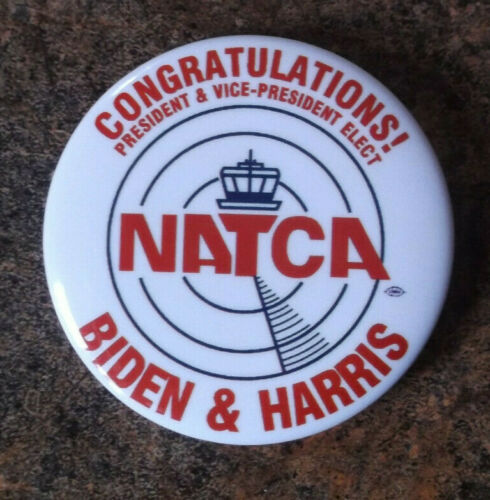 CONGRATULATIONS!
PRESIDENT & VICE-PRESIDENT ELECT
NATCA
BIDEN & HARRIS